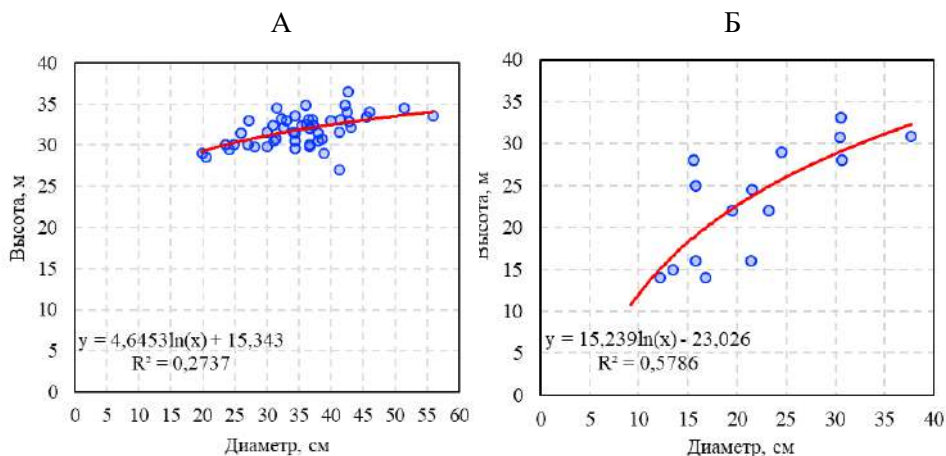 А
Б
40
35
30
25
20
15
10
5
0
Высота, м
y = 4,6453ln(x) + 15,343
R² = 0,2737
0 5 10 15 20 25 30 35 40 45 50 55 60
Диаметр, см
40
35
30
25
20
15
10
5
0
Высота, м
y = 15,239ln(x) - 23,026
R² = 0,5786
0 5 10 15 20 25 30 35 40
Диаметр, см